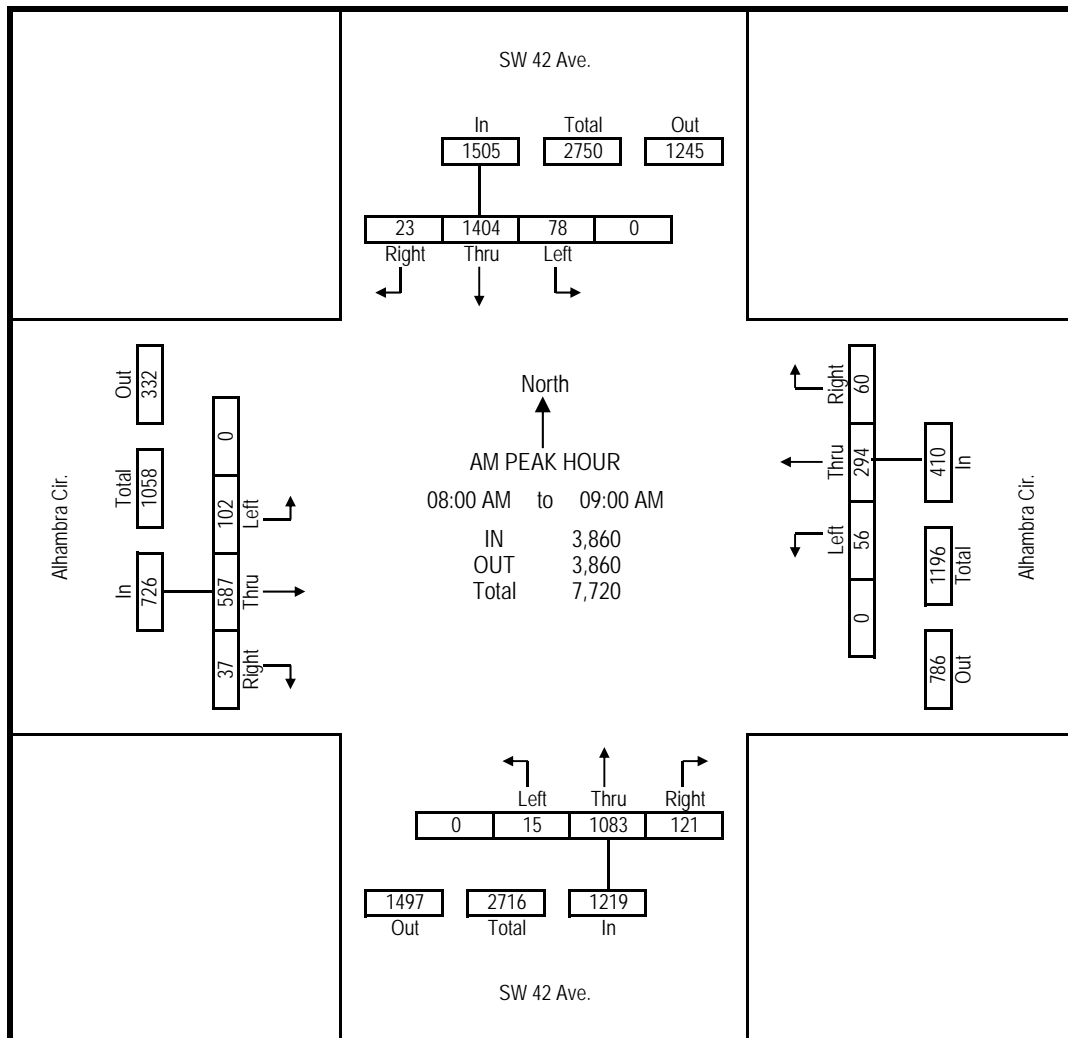 SW 42 Ave.
In Total Out
1505 2750 1245
23 1404 78 0
Right Thru Left
Alhambra Cir.
Out Total In
332 1058 726
0 102 587 37
Left Thru Right
North
AM PEAK HOUR
08:00 AM to 09:00 AM
IN 3,860
OUT 3,860
Total 7,720
Right Thru Left
60 294 56 0
410 1196 786
In Total Out
Alhambra Cir.
Left Thru Right
0 15 1083 121
1497 2716 1219
Out Total In
SW 42 Ave.